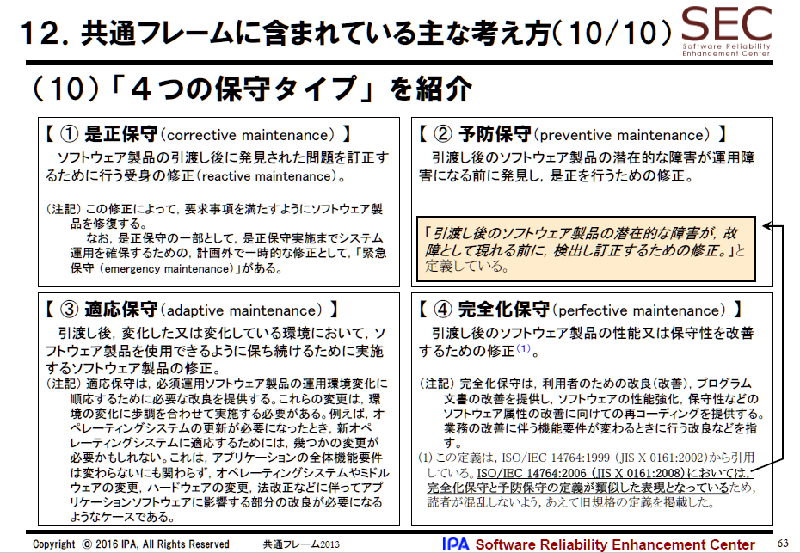 12．共通フレームに含まれている主な考え方(10/10)
SEC
Software Reliability
Enhancement Center
(10)「４つの保守タイプ」を紹介
【 ① 是正保守(corrective maintenance) 】
ソフトウェア製品の引渡し後に発見された問題を訂正す
るために行う受身の修正(reactive maintenance)。
(注記) この修正によって，要求事項を満たすようにソフトウェア製
品を修復する。
なお，是正保守の一部として，是正保守実施までシステム
運用を確保するための，計画外で一時的な修正として，「緊急
保守 (emergency maintenance)」がある。
【 ② 予防保守(preventive maintenance) 】
引渡し後のソフトウェア製品の潜在的な障害が運用障
害になる前に発見し，是正を行うための修正。
「引渡し後のソフトウェア製品の潜在的な障害が，故
障として現れる前に，検出し訂正するための修正。」と
定義している。
【 ③ 適応保守(adaptive maintenance) 】
引渡し後，変化した又は変化している環境において，ソ
フトウェア製品を使用できるように保ち続けるために実施
するソフトウェア製品の修正。
(注記) 適応保守は，必須運用ソフトウェア製品の運用環境変化に
順応するために必要な改良を提供する。これらの変更は，環
境の変化に歩調を合わせて実施する必要がある。例えば，オ
ペレーティングシステムの更新が必要になったとき，新オペ
レーティングシステムに適応するためには，幾つかの変更が
必要かもしれない。これは，アプリケーションの全体機能要件
は変わらないにも関わらず，オペレーティングシステムやミドル
ウェアの変更，ハードウェアの変更，法改正などに伴ってアプ
リケーションソフトウェアに影響する部分の改良が必要になる
ようなケースである。
【 ④ 完全化保守(perfective maintenance) 】
引渡し後のソフトウェア製品の性能又は保守性を改善
するための修正(1)。
(注記) 完全化保守は，利用者のための改良(改善)，プログラム
文書の改善を提供し，ソフトウェアの性能強化，保守性などの
ソフトウェア属性の改善に向けての再コーティングを提供する。
業務の改善に伴う機能要件が変わるときに行う改良などを指
す。
(1) この定義は，ISO/IEC 14764:1999 (JIS X 0161:2002)から引用
している。ISO/IEC 14764:2006 (JIS X 0161:2008)においては，
完全化保守と予防保守の定義が類似した表現となっているため，
読者が混乱しないよう，あえて旧規格の定義を掲載した。
Copyright © 2016 IPA, All Rights Reserved
共通フレーム2013
IPA Software Reliability Enhancement Center
63